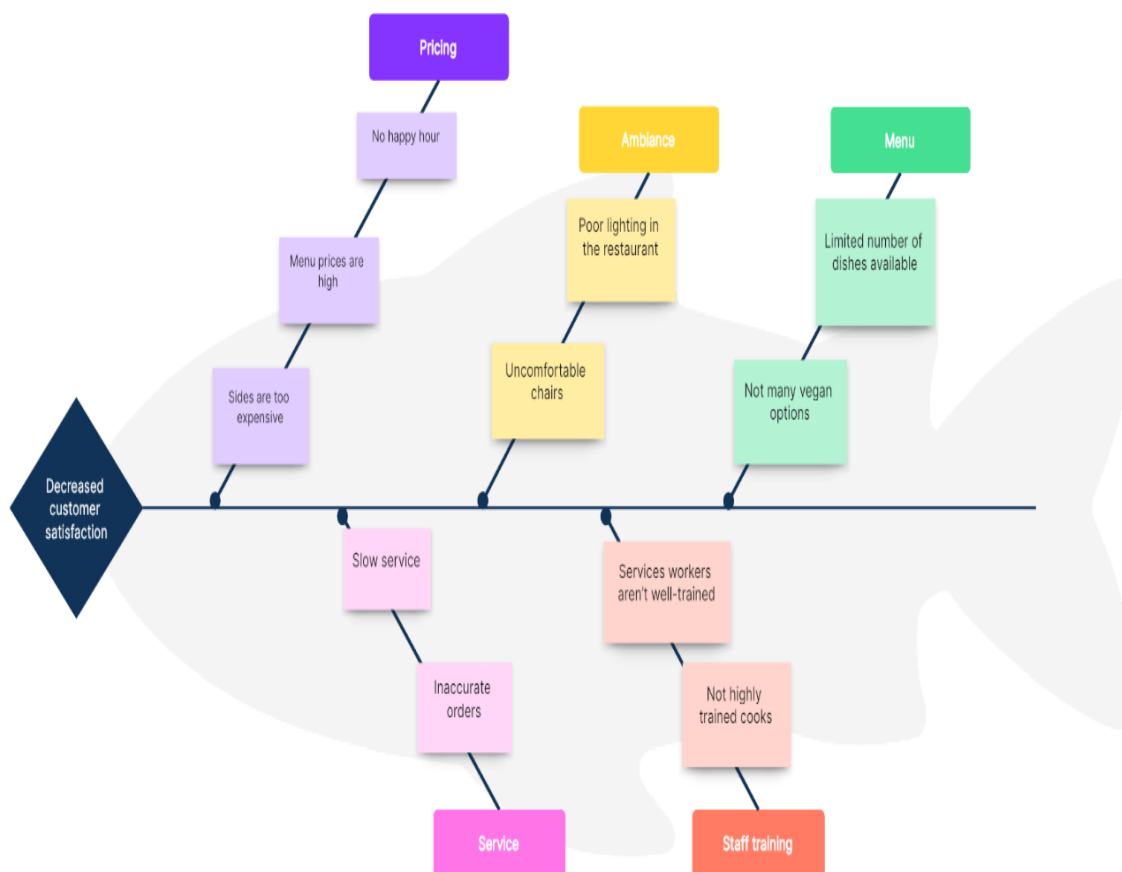 Pricing
No happy hour
Menu prices are
high
Sides are too
expensive
Ambiance
Poor lighting in
the restaurant
Uncomfortable
chairs
Menu
Limited number of
dishes available
Not many vegan
options
Decreased
customer
satisfaction
Slow service
Inaccurate
orders
Service
Services workers
aren't well-trained
Not highly
trained cooks
Staff training